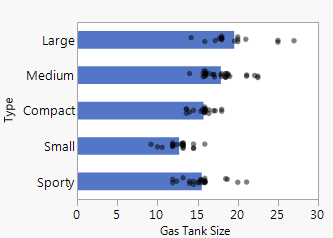 Large
Medium
Compact
Small
Sporty
Type
0 5 10 15 20 25 30
Gas Tank Size